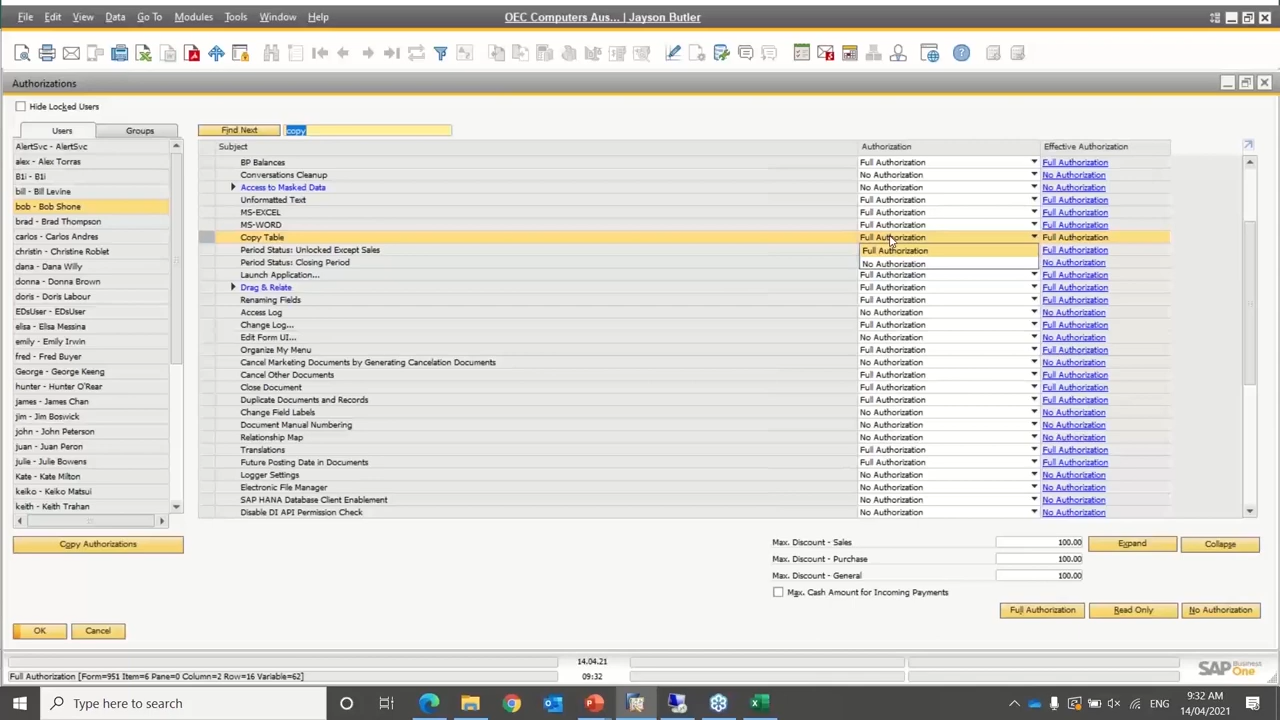 File Edit View Data Go To Modules Tools Window Help OEC Computers Aus... | Jayson Butler
Authorizations
Hide Locked Users
Users Groups
Find Next copy
Subject Authorization Effective Authorization
AlertSvc - AlertSvc
alex - Alex Torras
B1i - B1i
bill - Bill Levine
bob - Bob Shone
brad - Brad Thompson
carlos - Carlos Andres
christin - Christine Roblet
dana - Dana Willy
donna - Donna Brown
doris - Doris Labour
EDsUser - EDsUser
elsa - Elsa Messina
emily - Emily Irwin
fred - Fred Buyer
George - George Keeng
hunter - Hunter O'Rear
james - James Chan
jim - Jim Boswick
john - John Peterson
juan - Juan Peron
julie - Julie Bowens
Kate - Kate Milton
keiko - Keiko Matsui
keith - Keith Trahan
BP Balances Full Authorization Full Authorization
Conversations Cleanup No Authorization No Authorization
Access to Masked Data No Authorization No Authorization
Unformatted Text Full Authorization Full Authorization
MS-EXCEL Full Authorization Full Authorization
MS-WORD Full Authorization Full Authorization
Copy Table Full Authorization Full Authorization
Period Status: Unlocked Except Sales Full Authorization Full Authorization
Period Status: Closing Period No Authorization No Authorization
Launch Application... Full Authorization Full Authorization
Drag & Relate Full Authorization Full Authorization
Renaming Fields Full Authorization Full Authorization
Access Log No Authorization No Authorization
Change Log... Full Authorization Full Authorization
Edit Form UI... No Authorization No Authorization
Organize My Menu Full Authorization Full Authorization
Cancel Marketing Documents by Generating Cancelation Documents No Authorization No Authorization
Cancel Other Documents Full Authorization Full Authorization
Close Document Full Authorization Full Authorization
Duplicate Documents and Records Full Authorization Full Authorization
Change Field Labels No Authorization No Authorization
Document Manual Numbering No Authorization No Authorization
Relationship Map No Authorization No Authorization
Translations Full Authorization Full Authorization
Future Posting Date in Documents Full Authorization Full Authorization
Logger Settings No Authorization No Authorization
Electronic File Manager No Authorization No Authorization
SAP HANA Database Client Enablement No Authorization No Authorization
Disable DI API Permission Check No Authorization No Authorization
Copy Authorizations
Max. Discount - Sales 100.00 Expand Collapse
Max. Discount - Purchase 100.00
Max. Discount - General 100.00
Max. Cash Amount for Incoming Payments
Full Authorization Read Only No Authorization
OK Cancel
14.04.21
09:32
Full Authorization [Form=951 Item=6 Pane=0 Column=2 Row=16 Variable=62]
SAP Business One
Type here to search
ENG
9:32 AM
14/04/2021